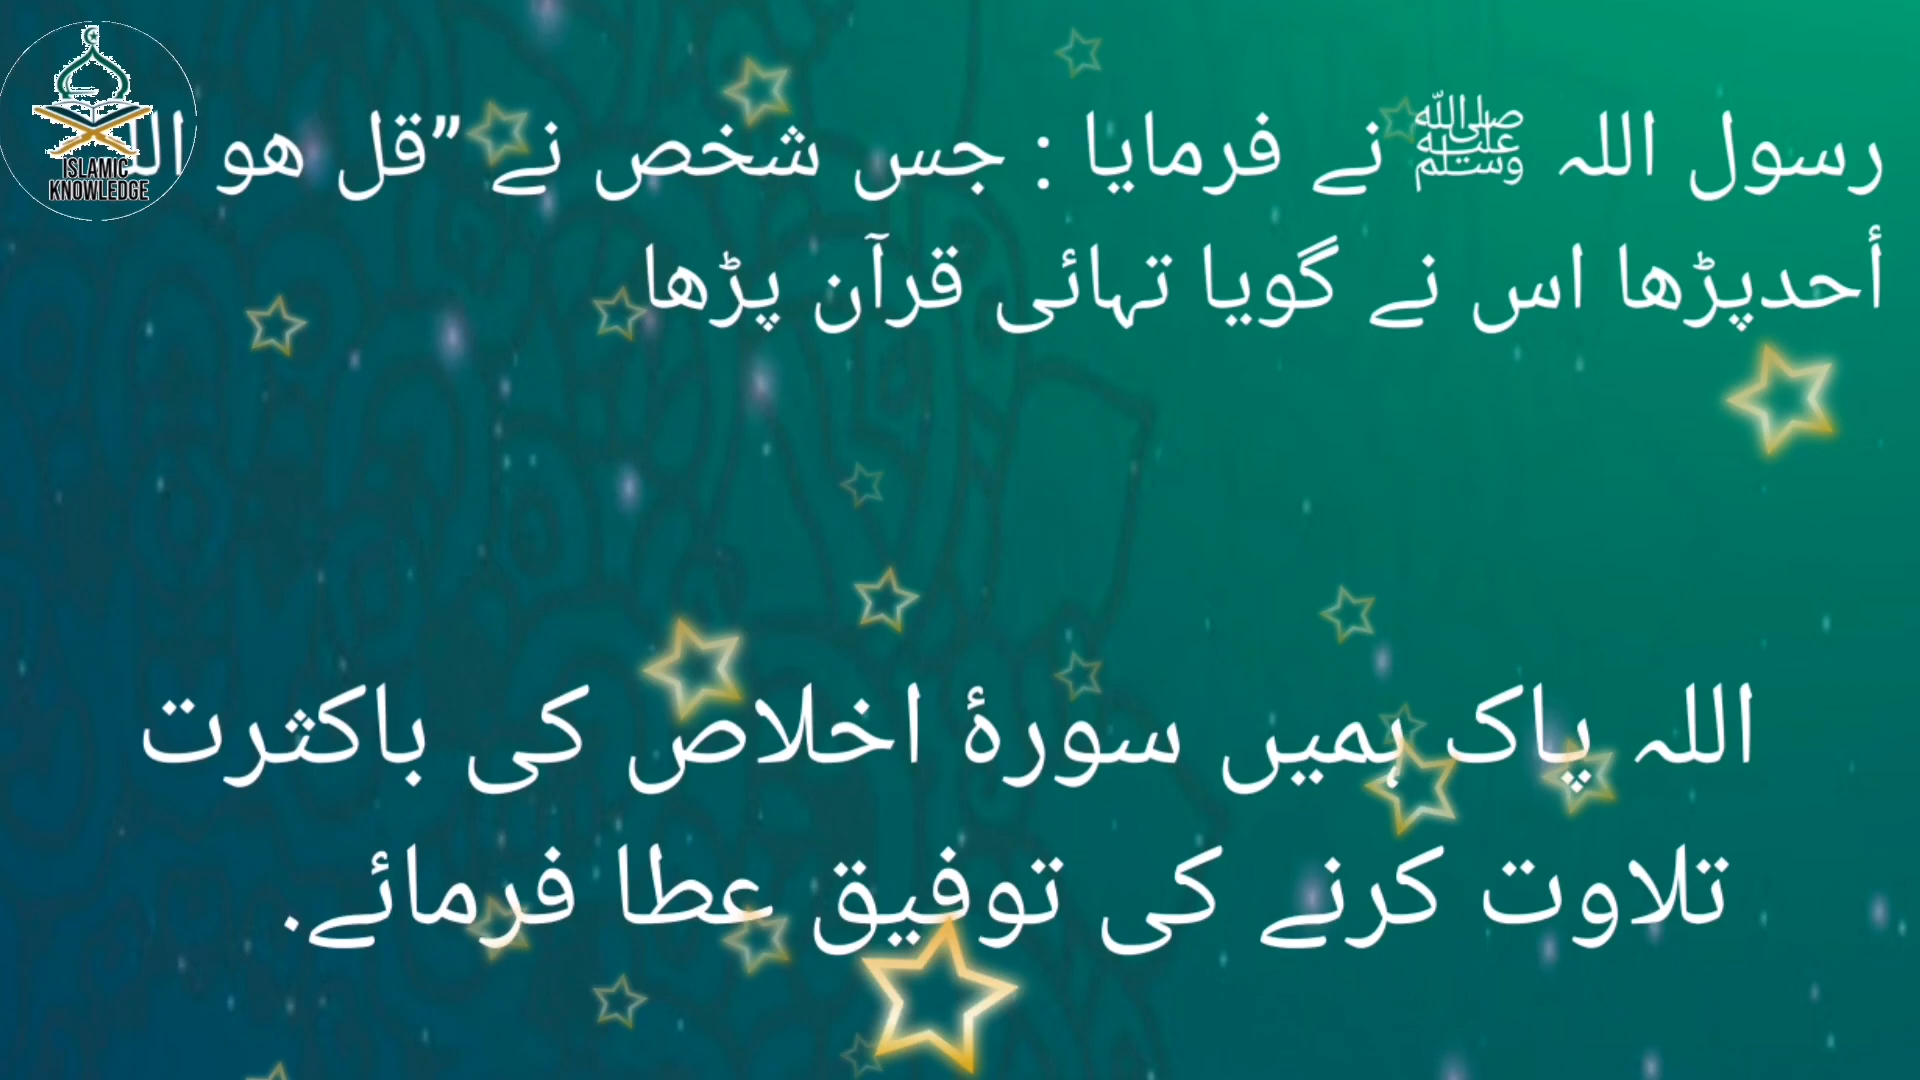 رسول اللہ ﷺ نے فرمایا : جس شخص نے ”قل ھو اللہ
أحدپڑھا اس نے گویا تہائی قرآن پڑھا
اللہ پاک ہمیں سورۂ اخلاص کی باکثرت
تلاوت کرنے کی توفیق عطا فرمائے.
ISLAMIC
KNOWLEDGE